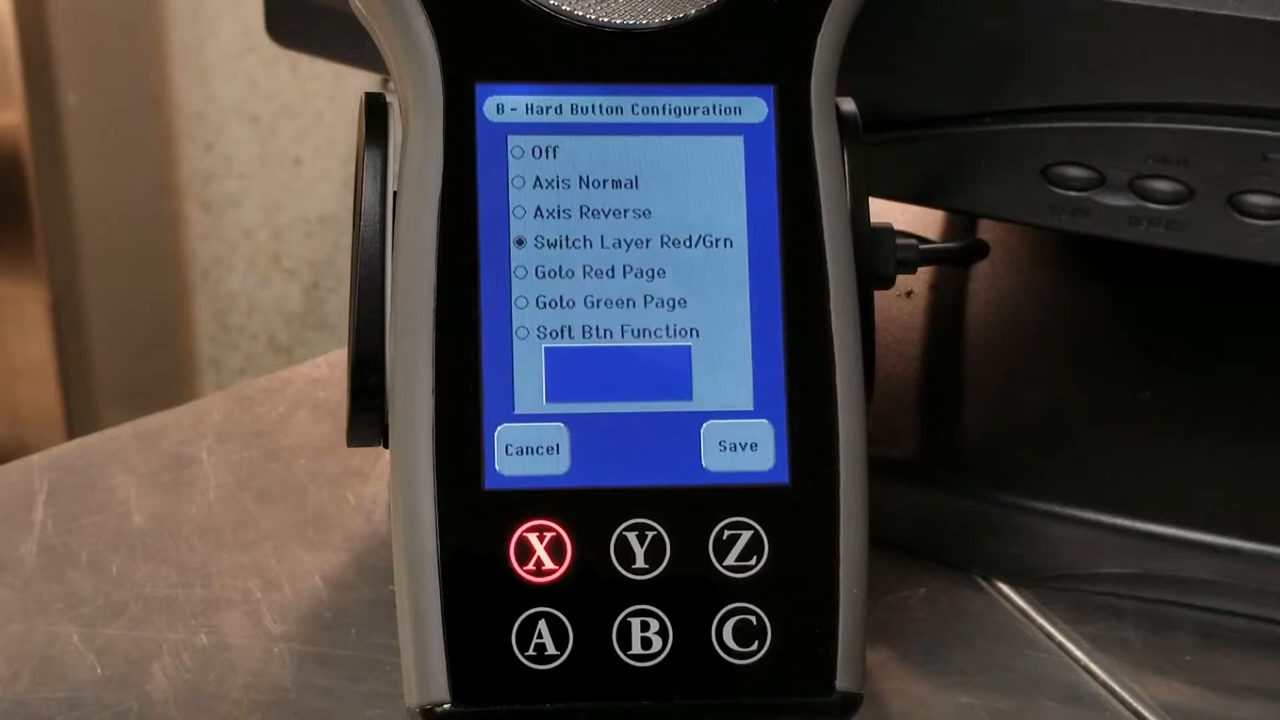 B - Hard Button Configuration
Off
Axis Normal
Axis Reverse
Switch Layer Red/Grn
Goto Red Page
Goto Green Page
Soft Btn Function
Cancel
Save
X Y Z
A B C